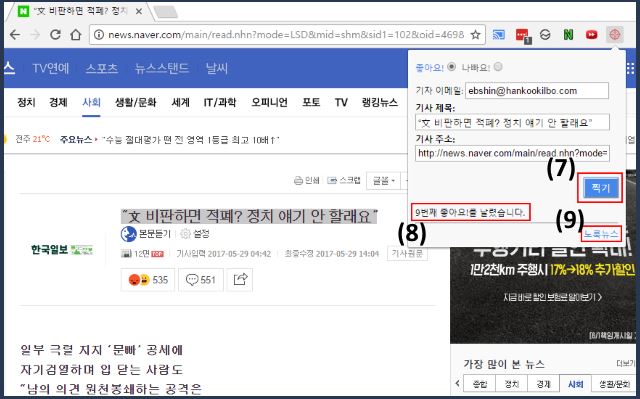 "文 비판하면 적폐? 정치
news.naver.com/main/read.nhn?mode=LSD&mid=shm&sid1=102&oid=4698
스 TV연예 스포츠 뉴스스탠드 날씨
정치 경제 사회 생활/문화 세계 IT/과학 오피니언 포토 TV 랭킹뉴스
전주 21℃ 주요뉴스 "수능 절대평가 땐 전 영역 1등급 최고 10배↑"
인쇄 스크랩 글꼴
"文 비판하면 적폐? 정치 얘기 안 할래요"
본문듣기 설정
한국일보 12면 TOP 기사입력 2017-05-29 04:42 최종수정 2017-05-29 14:04 기사원문
535 551
일부 극렬 지지 '문빠' 공세에
자기검열하며 입 닫는 사람도
"남의 의견 원천봉쇄하는 공격은
좋아요! 나빠요!
기자 이메일: ebshin@hankookilbo.com
기사 제목:
"文 비판하면 적폐? 정치 얘기 안 할래요"
기사 주소:
http://news.naver.com/main/read.nhn?mode=
(7) 찍기
9번째 좋아요!를 날렸습니다.
(8)
(9) 노룩뉴스
1만2천km 주행시 17%→18% 추가할인
지금 바로 할인 보험료 알아보기 >
가장 많이 본 뉴스 더보기
종합 정치 경제 사회 생활/문화